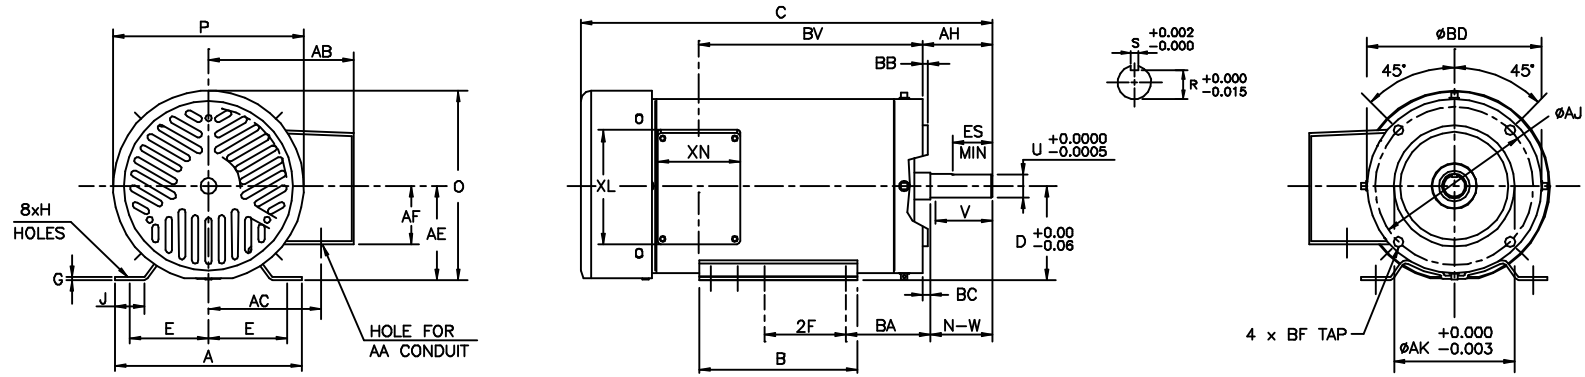 P
AB
O
AF
AE
8xH
HOLES
G
J
AC
E
E
A
HOLE FOR
AA CONDUIT
C
BV
AH
BB
XN
XL
ES
MIN
U +0.0000
-0.0005
V
D +0.00
-0.06
BC
2F
BA
N-W
B
S +0.002
-0.000
R +0.000
-0.015
øBD
45°
45°
øAJ
4 x BF TAP
øAK +0.000
-0.003